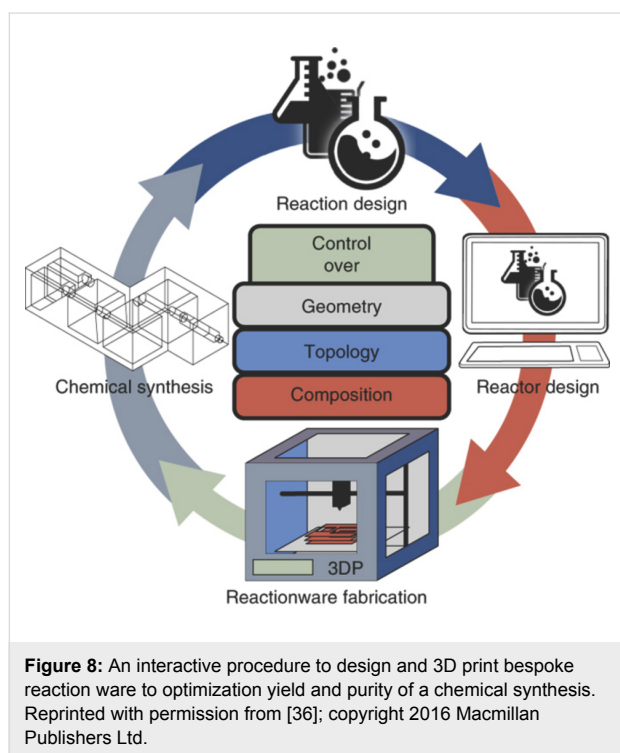 Reaction design
Control
over
Geometry
Topology
Composition
Chemical synthesis
Reactor design
3DP
Reactionware fabrication
Figure 8: An interactive procedure to design and 3D print bespoke
reaction ware to optimization yield and purity of a chemical synthesis.
Reprinted with permission from [36]; copyright 2016 Macmillan
Publishers Ltd.